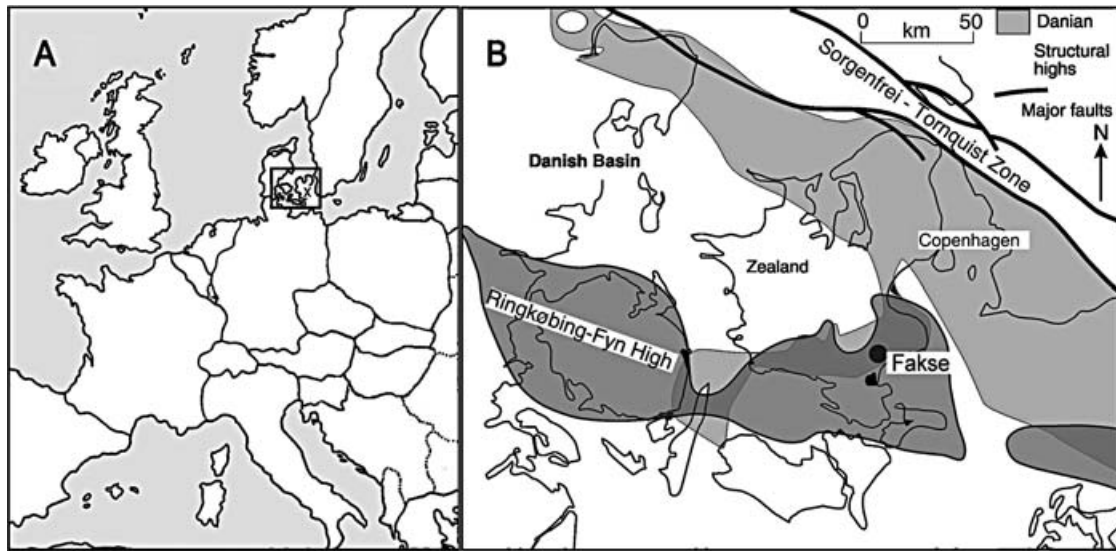 A
B
0 50
km
Danian
Structural
highs
Major faults
N
Sorgenfrei - Tornquist Zone
Danish Basin
Copenhagen
Zealand
Ringkøbing-Fyn High
Fakse